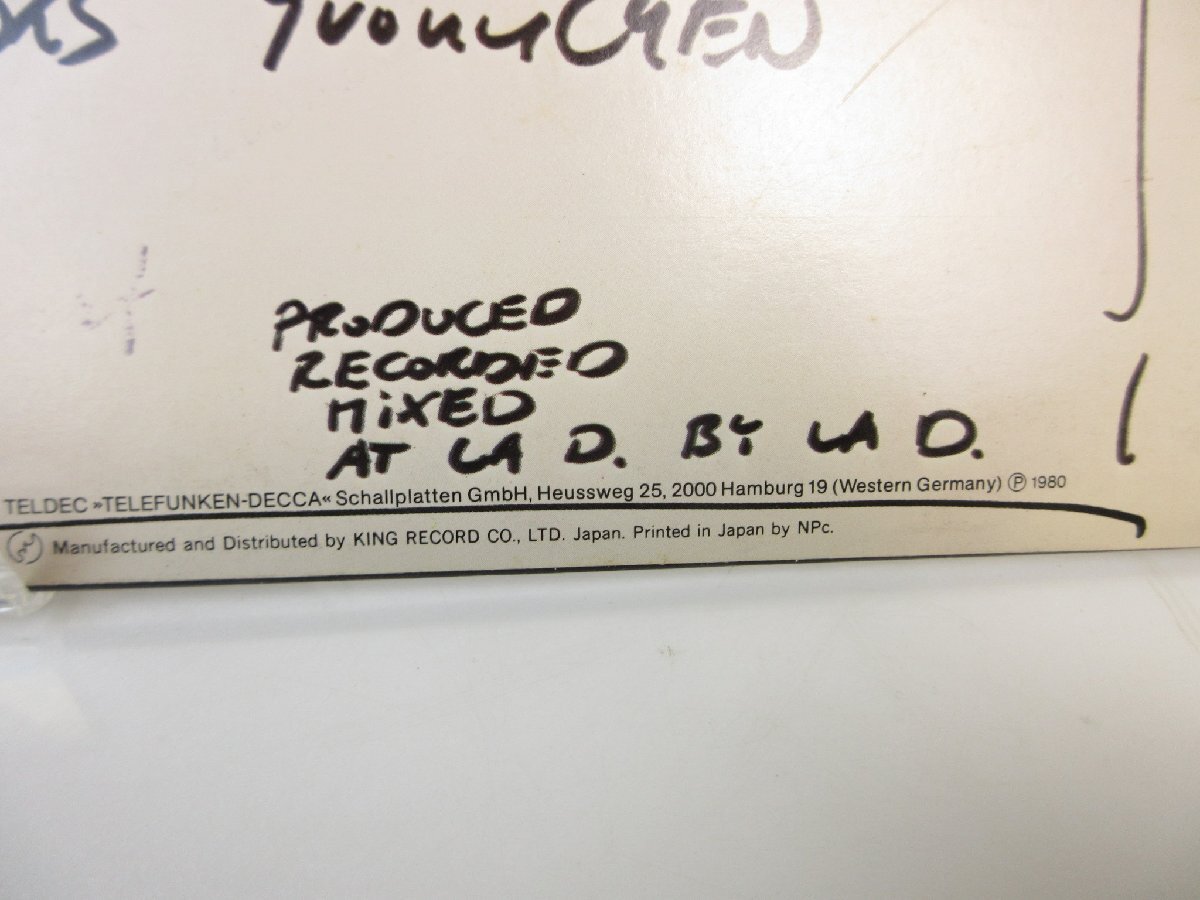 PRODUCED
RECORDED
MiXED
AT LA D. BY LA D.
TELDEC »TELEFUNKEN-DECCA« Schallplatten GmbH, Heussweg 25, 2000 Hamburg 19 (Western Germany) Ⓟ 1980
Manufactured and Distributed by KING RECORD CO., LTD. Japan. Printed in Japan by NPc.